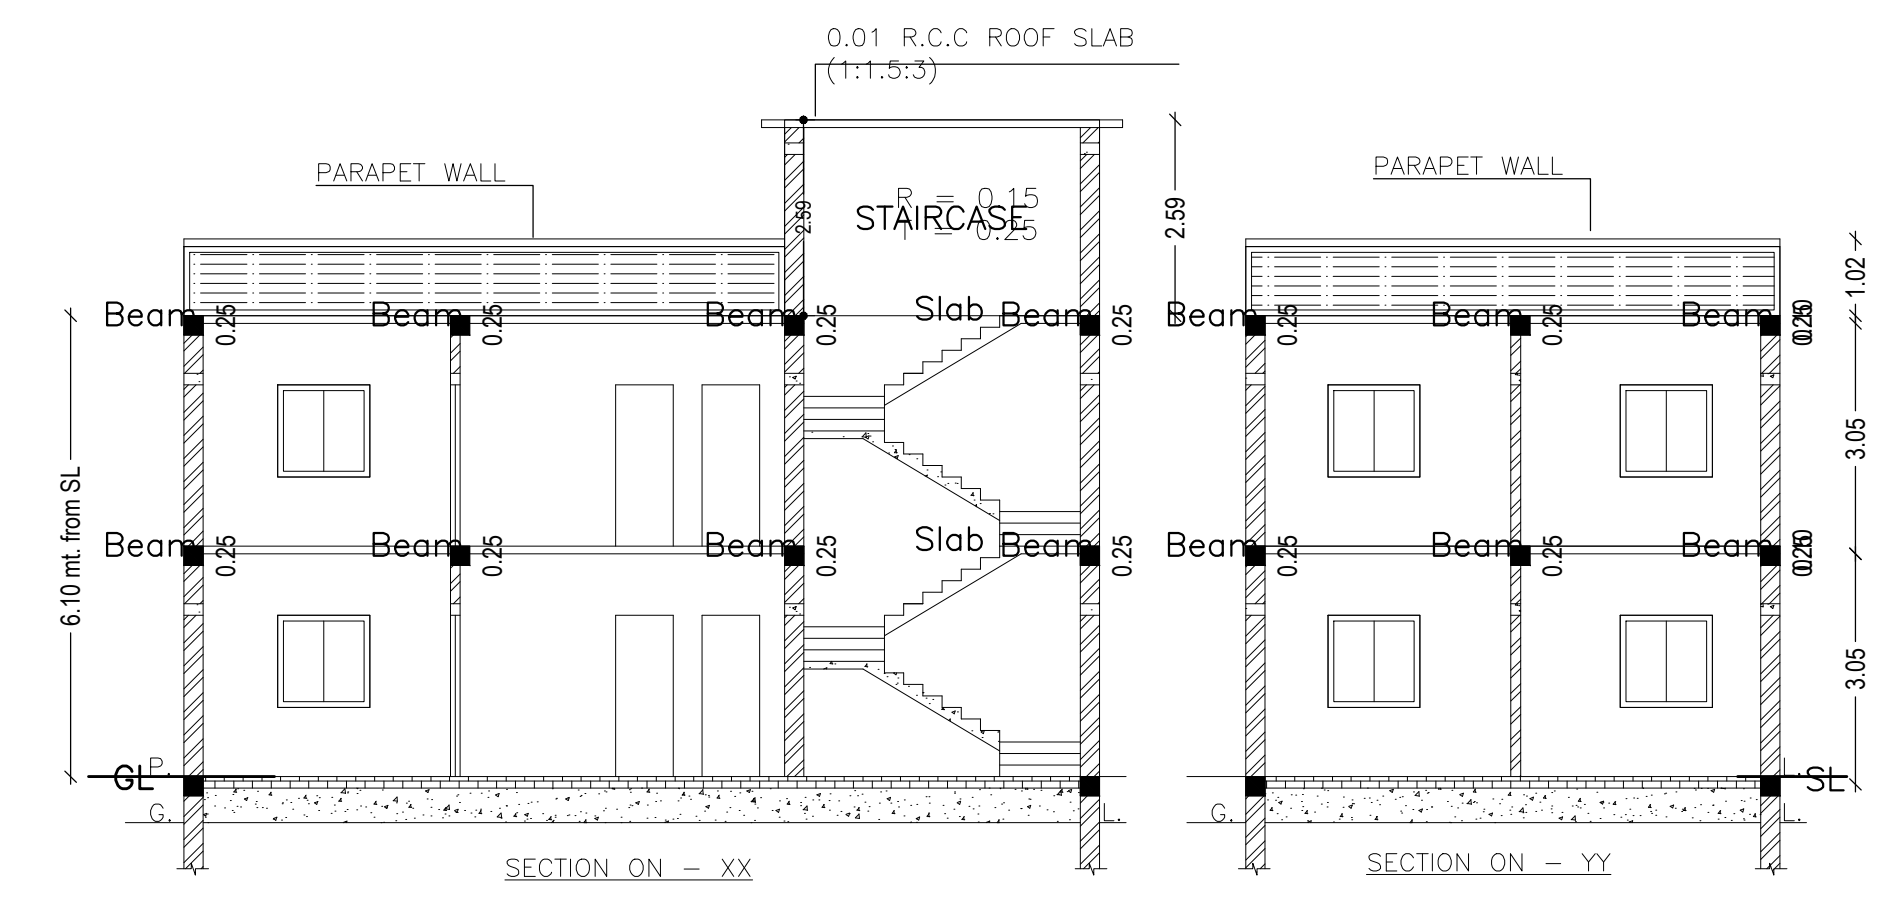 0.01 R.C.C ROOF SLAB
(1:1.5:3)
PARAPET WALL
PARAPET WALL
R = 0.15
STAIRCASE
T = 0.25
2.59
2.59
1.02
Beam 0.25
Beam 0.25
Beam 0.25
Slab
Beam 0.25
Beam 0.25
Beam 0.25
Beam
3.05
6.10 mt. from SL
Beam 0.25
Beam 0.25
Beam 0.25
Slab
Beam 0.25
Beam 0.25
Beam 0.25
Beam
3.05
P.
GL
L.
SL
G.
L.
G.
L.
SECTION ON - XX
SECTION ON - YY